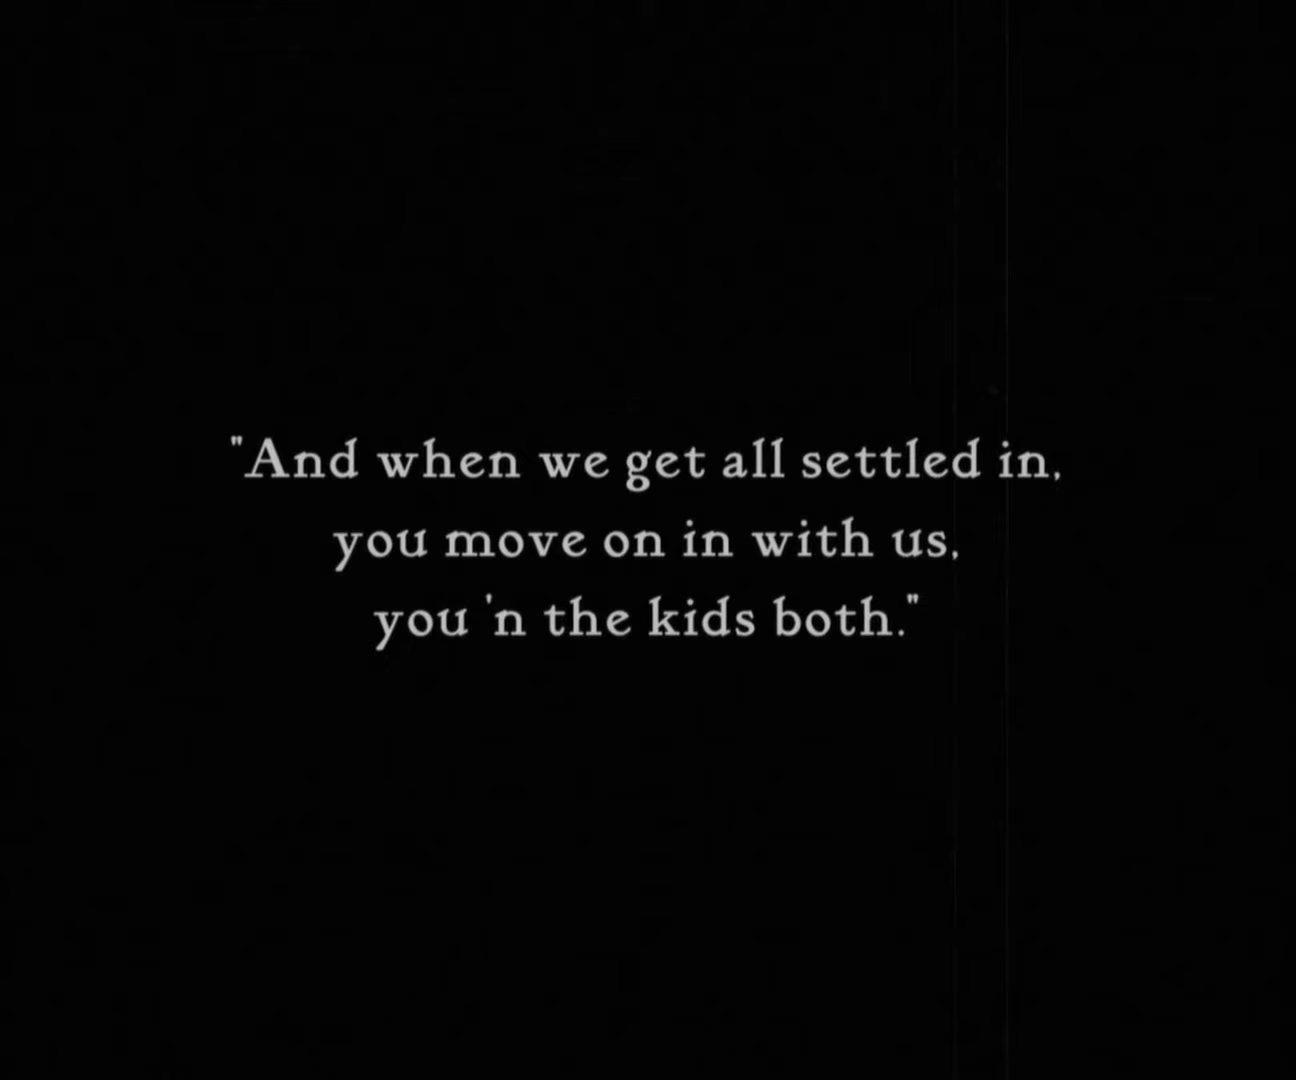 "And when we get all settled in,
you move on in with us,
you 'n the kids both."